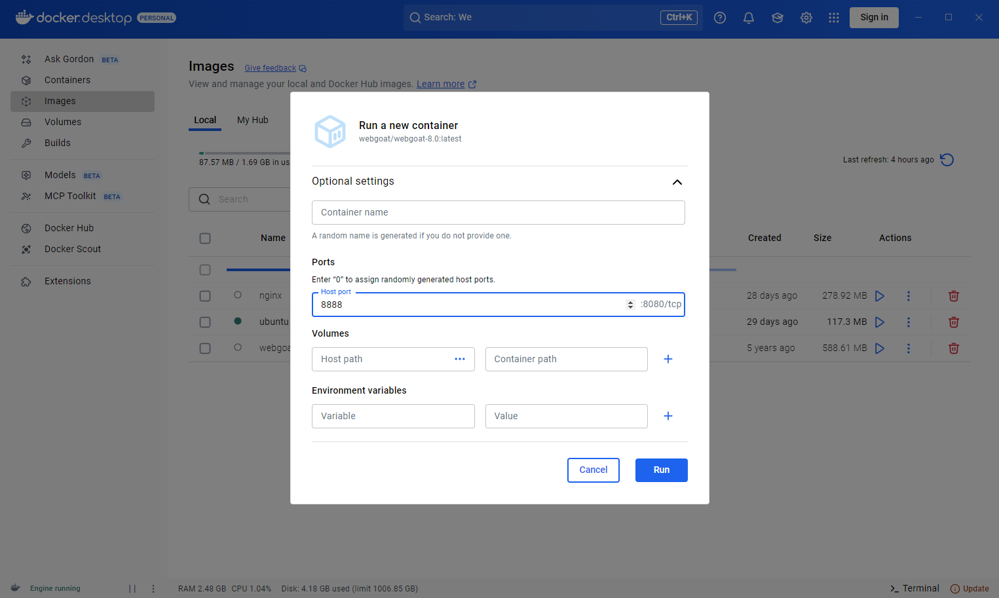 docker.desktop PERSONAL
Search: We
Ctrl+K
Sign in
Ask Gordon BETA
Containers
Images
Volumes
Builds
Models BETA
MCP Toolkit BETA
Docker Hub
Docker Scout
Extensions
Images Give feedback
View and manage your local and Docker Hub images. Learn more
Local My Hub
87.57 MB / 1.69 GB in us
Last refresh: 4 hours ago
Search
Name Created Size Actions
nginx 28 days ago 278.92 MB
ubuntu 29 days ago 117.3 MB
webgoa 5 years ago 588.61 MB
Run a new container
webgoat/webgoat-8.0:latest
Optional settings
Container name
A random name is generated if you do not provide one.
Ports
Enter “0” to assign randomly generated host ports.
Host port
8888 :8080/tcp
Volumes
Host path ••• Container path +
Environment variables
Variable Value +
Cancel Run
Engine running
RAM 2.48 GB CPU 1.04% Disk: 4.18 GB used (limit 1006.85 GB)
>_ Terminal Update